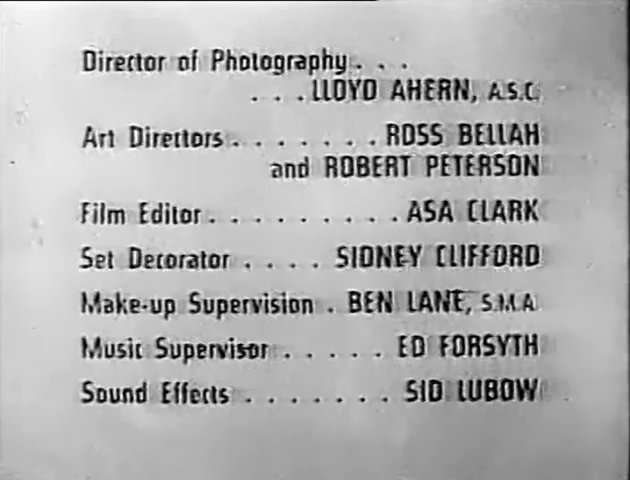 Director of Photography . . .
. . . LLOYD AHERN, A.S.C.
Art Directors . . . . . . . ROSS BELLAH
and ROBERT PETERSON
Film Editor . . . . . . . . . ASA CLARK
Set Decorator . . . . SIDNEY CLIFFORD
Make-up Supervision . BEN LANE, S.M.A.
Music Supervisor . . . . . ED FORSYTH
Sound Effects . . . . . . . SID LUBOW